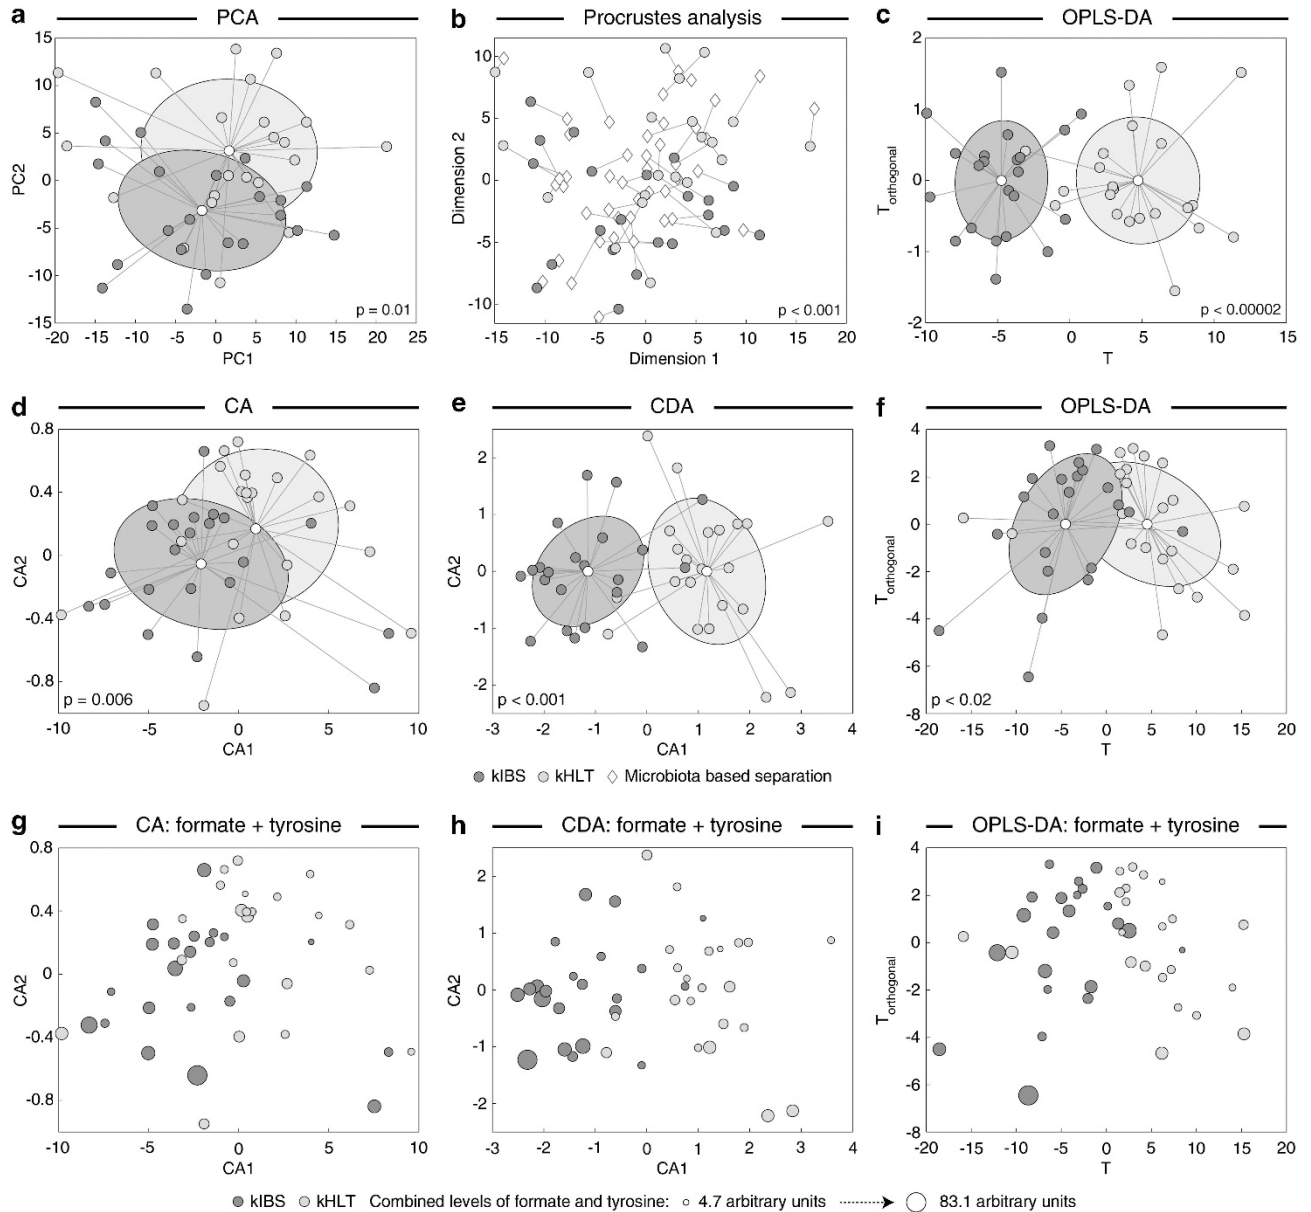 a PCA
15
10
5
0
-5
-10
-15
PC2
-20 -15 -10 -5 0 5 10 15 20 25
PC1
p = 0.01
b Procrustes analysis
10
5
0
-5
-10
Dimension 2
-15 -10 -5 0 5 10 15 20
Dimension 1
p < 0.001
c OPLS-DA
2
1
0
-1
-2
Torthogonal
-10 -5 0 5 10 15
T
p < 0.00002
d CA
0.8
0.4
0
-0.4
-0.8
CA2
-10 -5 0 5 10
CA1
p = 0.006
e CDA
2
1
0
-1
-2
CA2
-3 -2 -1 0 1 2 3 4
CA1
p < 0.001
f OPLS-DA
4
2
0
-2
-4
-6
-8
Torthogonal
-20 -15 -10 -5 0 5 10 15 20
T
p < 0.02
kIBS kHLT Microbiota based separation
g CA: formate + tyrosine
0.8
0.4
0
-0.4
-0.8
CA2
-10 -5 0 5 10
CA1
h CDA: formate + tyrosine
2
1
0
-1
-2
CA2
-3 -2 -1 0 1 2 3 4
CA1
i OPLS-DA: formate + tyrosine
4
2
0
-2
-4
-6
-8
Torthogonal
-20 -15 -10 -5 0 5 10 15 20
T
kIBS kHLT Combined levels of formate and tyrosine: 4.7 arbitrary units 83.1 arbitrary units